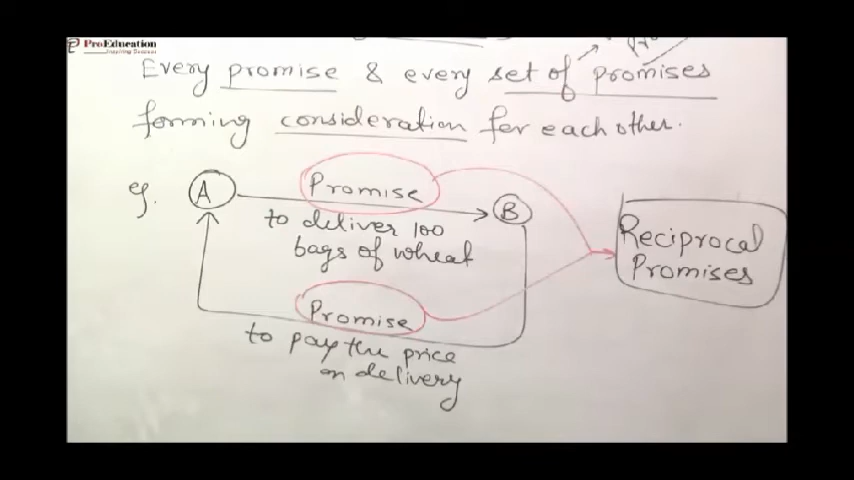 ProEducation
Every promise & every set of promises
forming consideration for each other.
eg. A Promise B
to deliver 100
bags of wheat
Reciprocal
Promises
Promise
to pay the price
on delivery